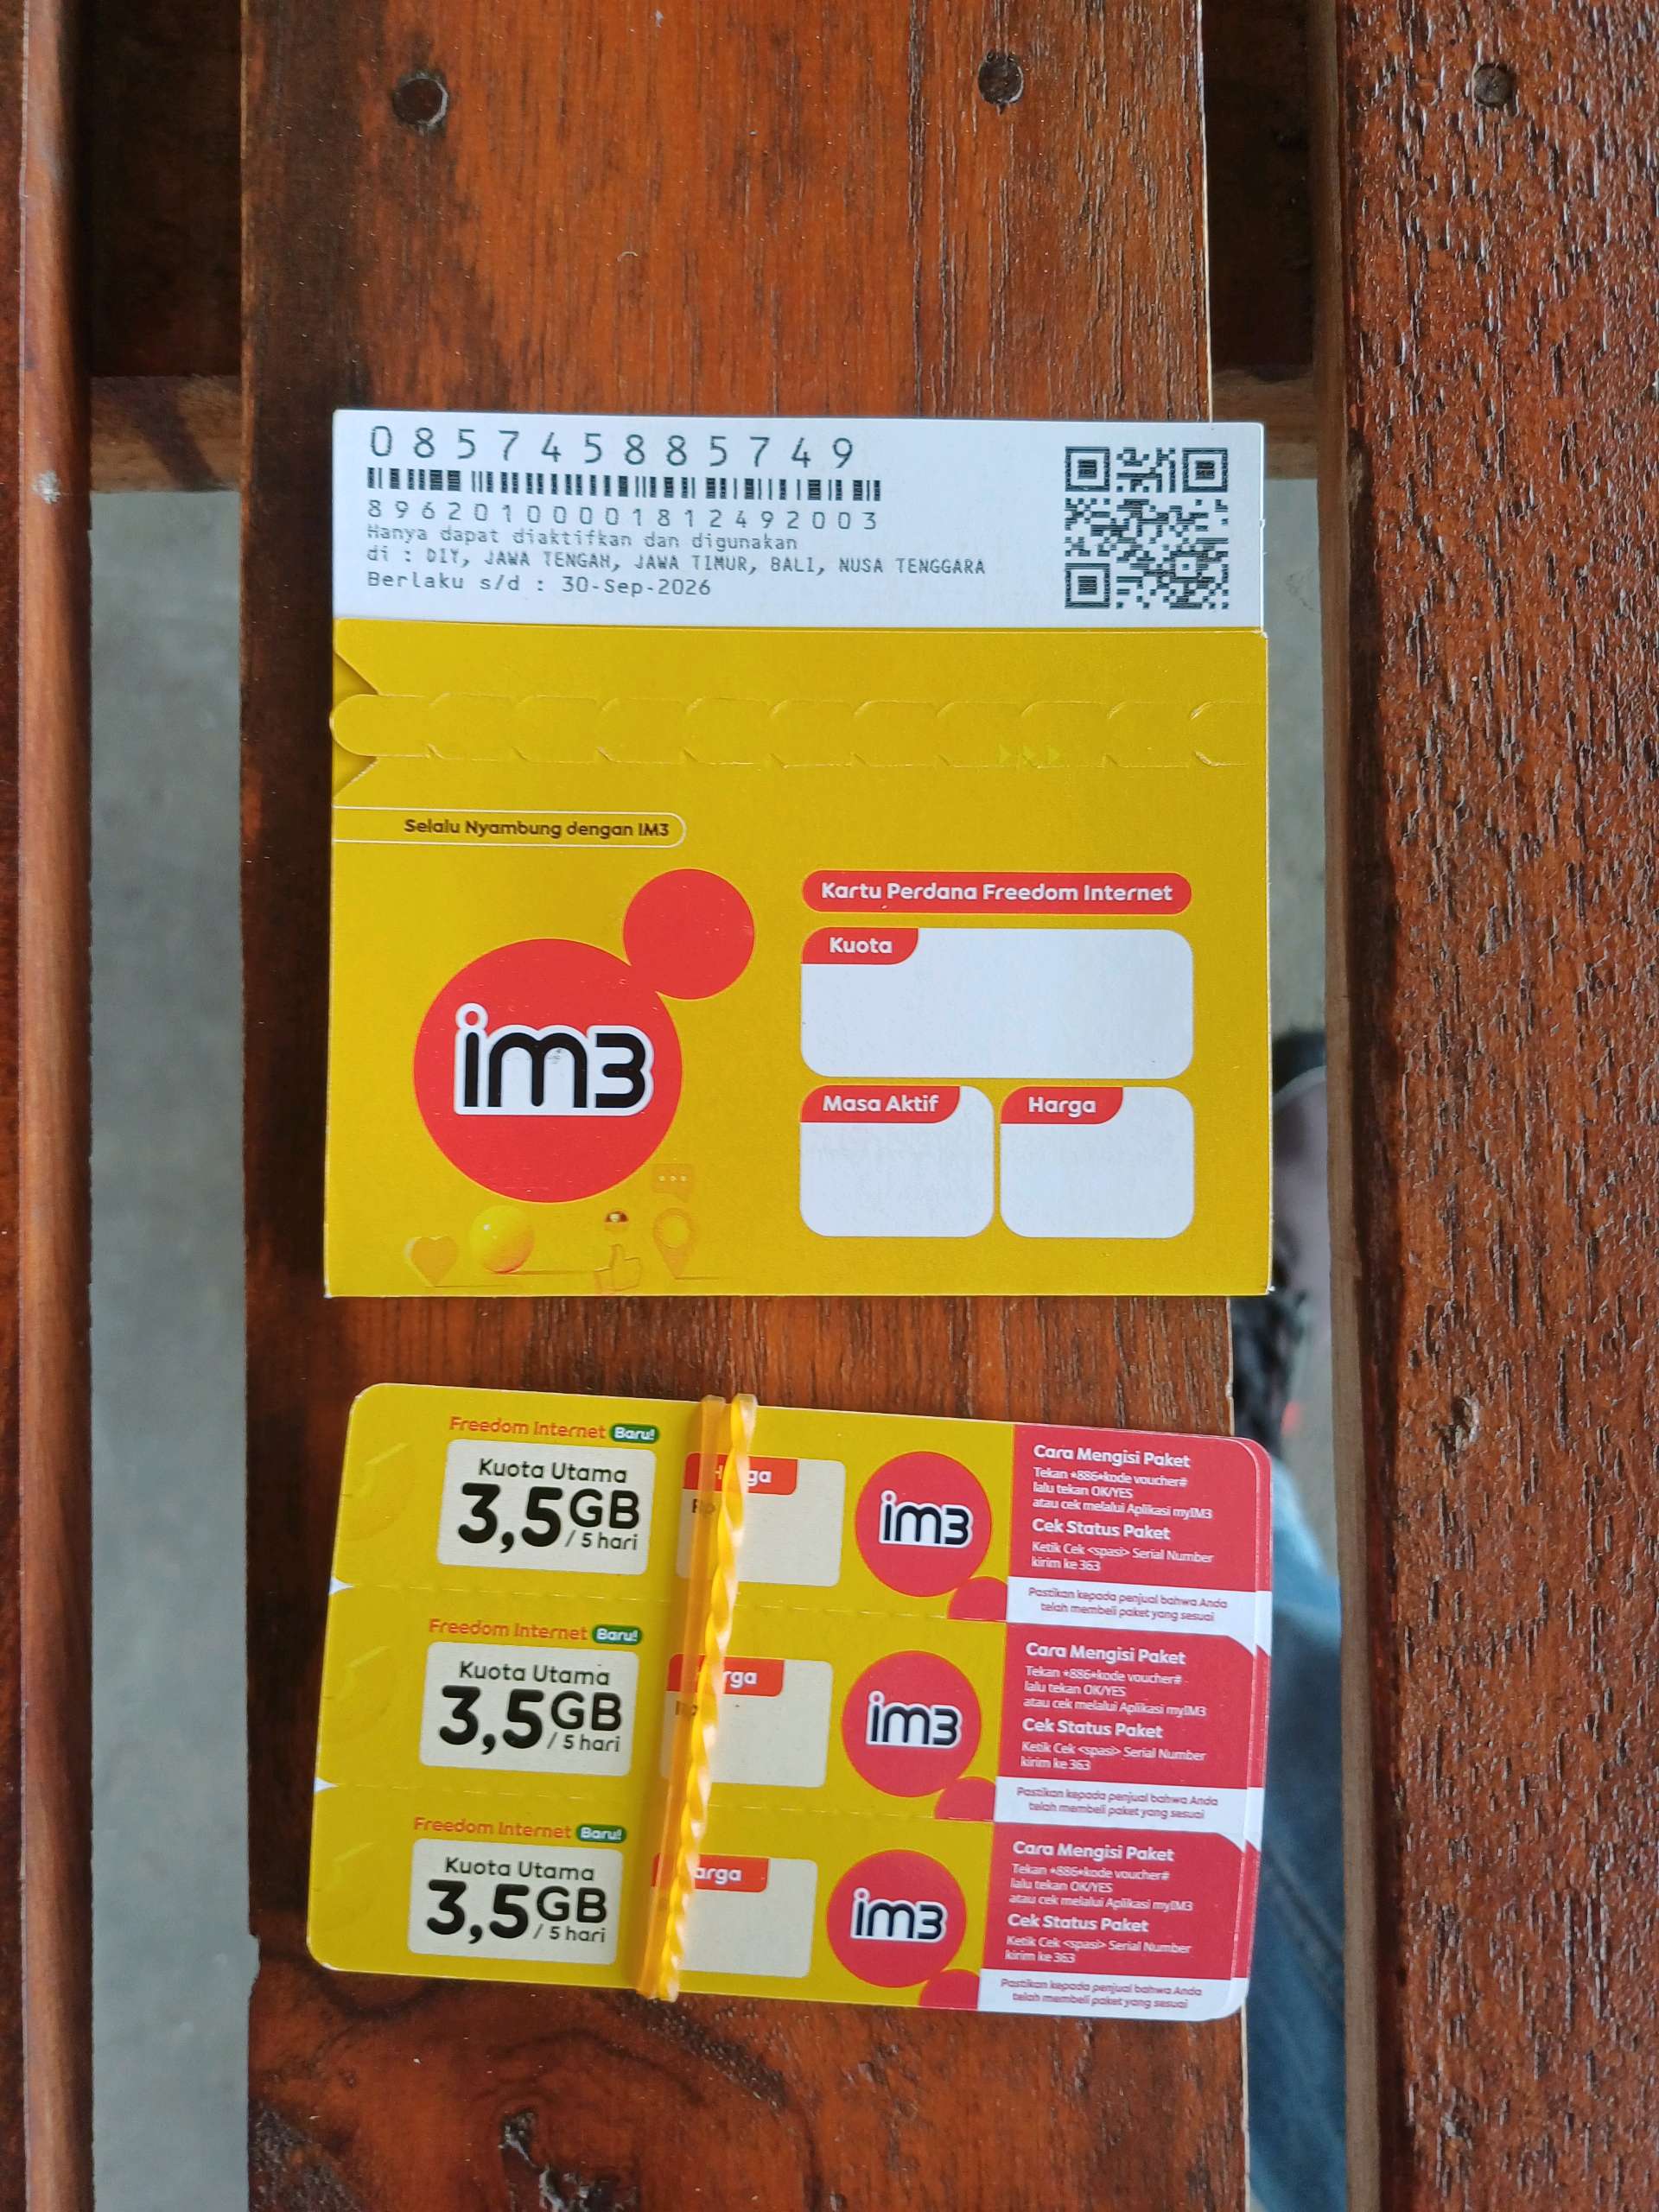 085745885749
89620100001812492003
Hanya dapat diaktifkan dan digunakan
di : DIY, JAWA TENGAH, JAWA TIMUR, BALI, NUSA TENGGARA
Berlaku s/d : 30-Sep-2026
Selalu Nyambung dengan IM3
im3
Kartu Perdana Freedom Internet
Kuota
Masa Aktif
Harga
Freedom Internet Baru!
Kuota Utama
3,5GB
/ 5 hari
Rp
im3
Cara Mengisi Paket
Tekan *886*kode voucher#
lalu tekan OK/YES
atau cek melalui Aplikasi myIM3
Cek Status Paket
Ketik Cek <spasi> Serial Number
kirim ke 363
Pastikan kepada penjual bahwa Anda
telah membeli paket yang sesuai
Freedom Internet Baru!
Kuota Utama
3,5GB
/ 5 hari
im3
Cara Mengisi Paket
Tekan *886*kode voucher#
lalu tekan OK/YES
atau cek melalui Aplikasi myIM3
Cek Status Paket
Ketik Cek <spasi> Serial Number
kirim ke 363
Pastikan kepada penjual bahwa Anda
telah membeli paket yang sesuai
Freedom Internet Baru!
Kuota Utama
3,5GB
/ 5 hari
im3
Cara Mengisi Paket
Tekan *886*kode voucher#
lalu tekan OK/YES
atau cek melalui Aplikasi myIM3
Cek Status Paket
Ketik Cek <spasi> Serial Number
kirim ke 363
Pastikan kepada penjual bahwa Anda
telah membeli paket yang sesuai